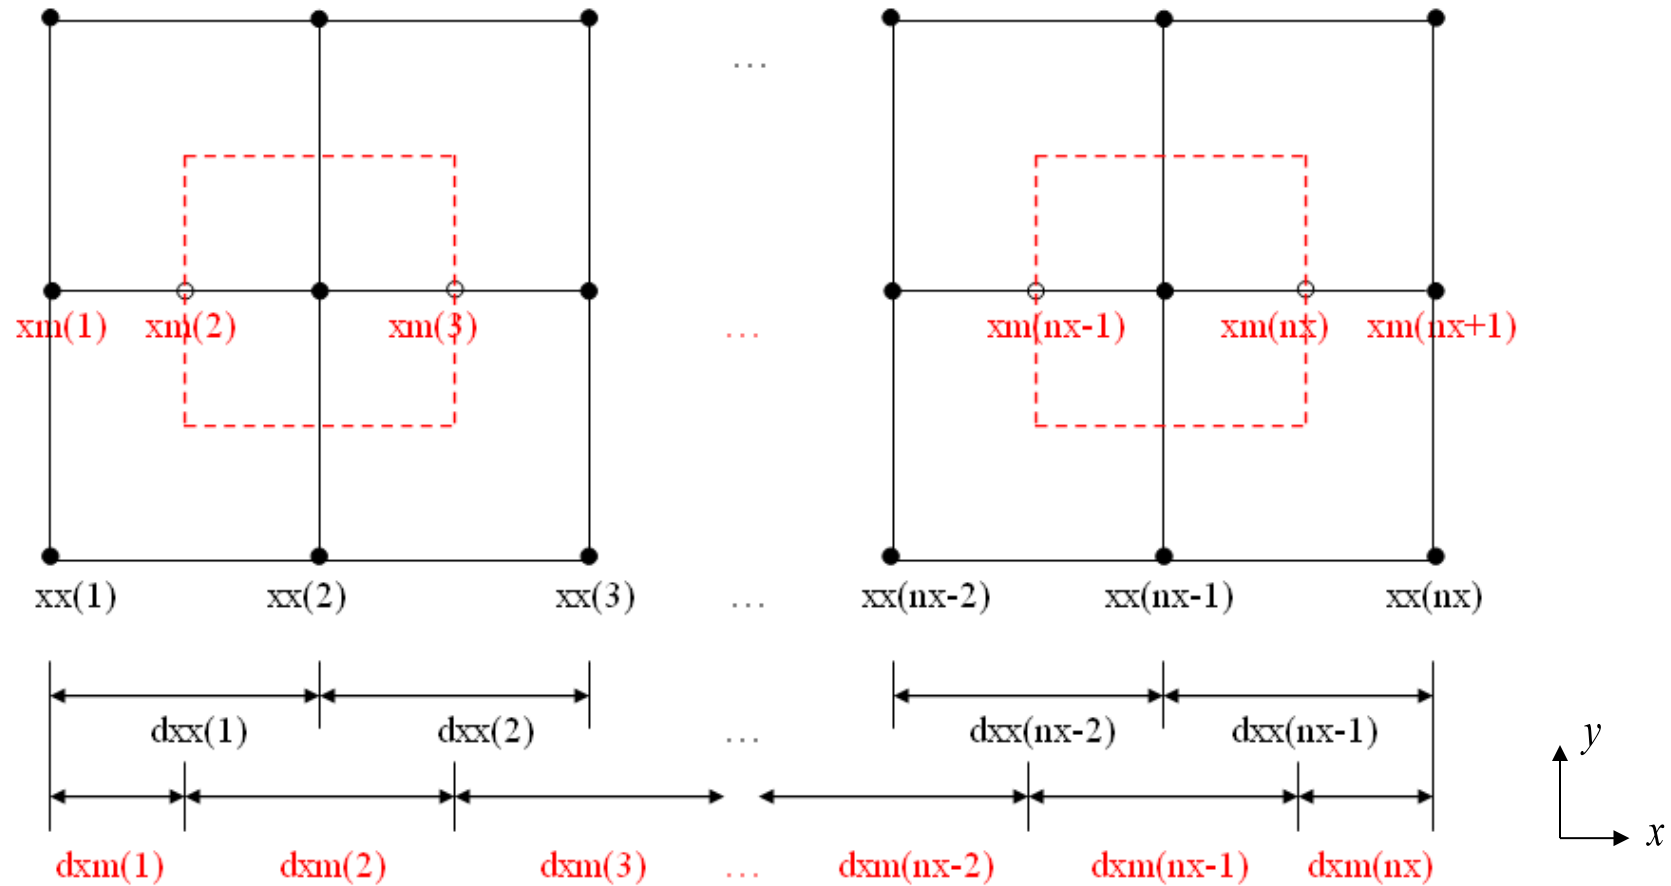 …
xm(1) xm(2) xm(3) … xm(nx-1) xm(nx) xm(nx+1)
xx(1) xx(2) xx(3) … xx(nx-2) xx(nx-1) xx(nx)
dxx(1) dxx(2) … dxx(nx-2) dxx(nx-1) y
x
dxm(1) dxm(2) dxm(3) … dxm(nx-2) dxm(nx-1) dxm(nx)